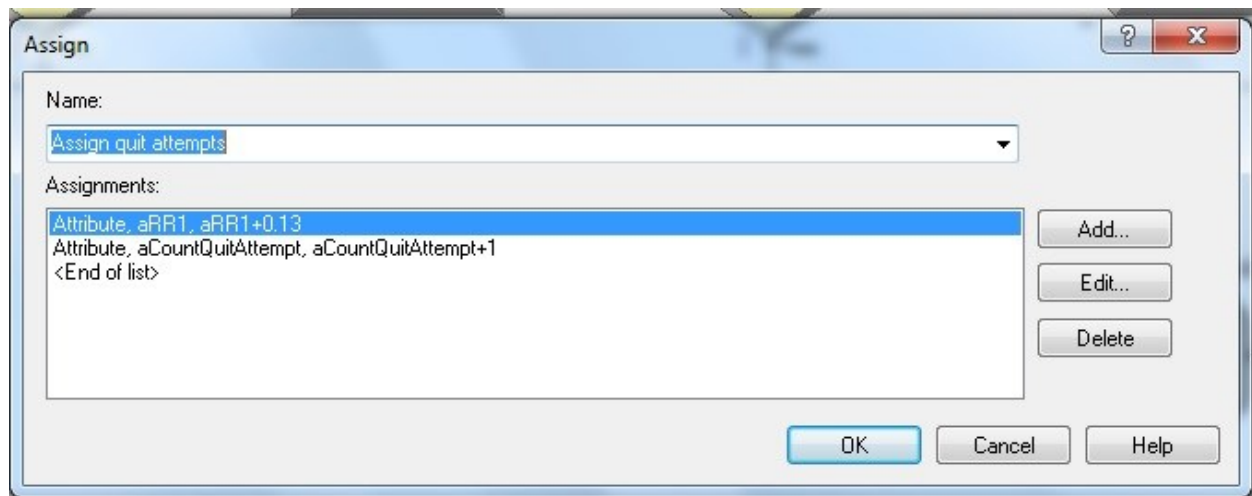 Assign
?
Name:
Assign quit attempts
Assignments:
Attribute, aRR1, aRR1+0.13
Attribute, aCountQuitAttempt, aCountQuitAttempt+1
<End of list>
Add...
Edit...
Delete
OK Cancel Help